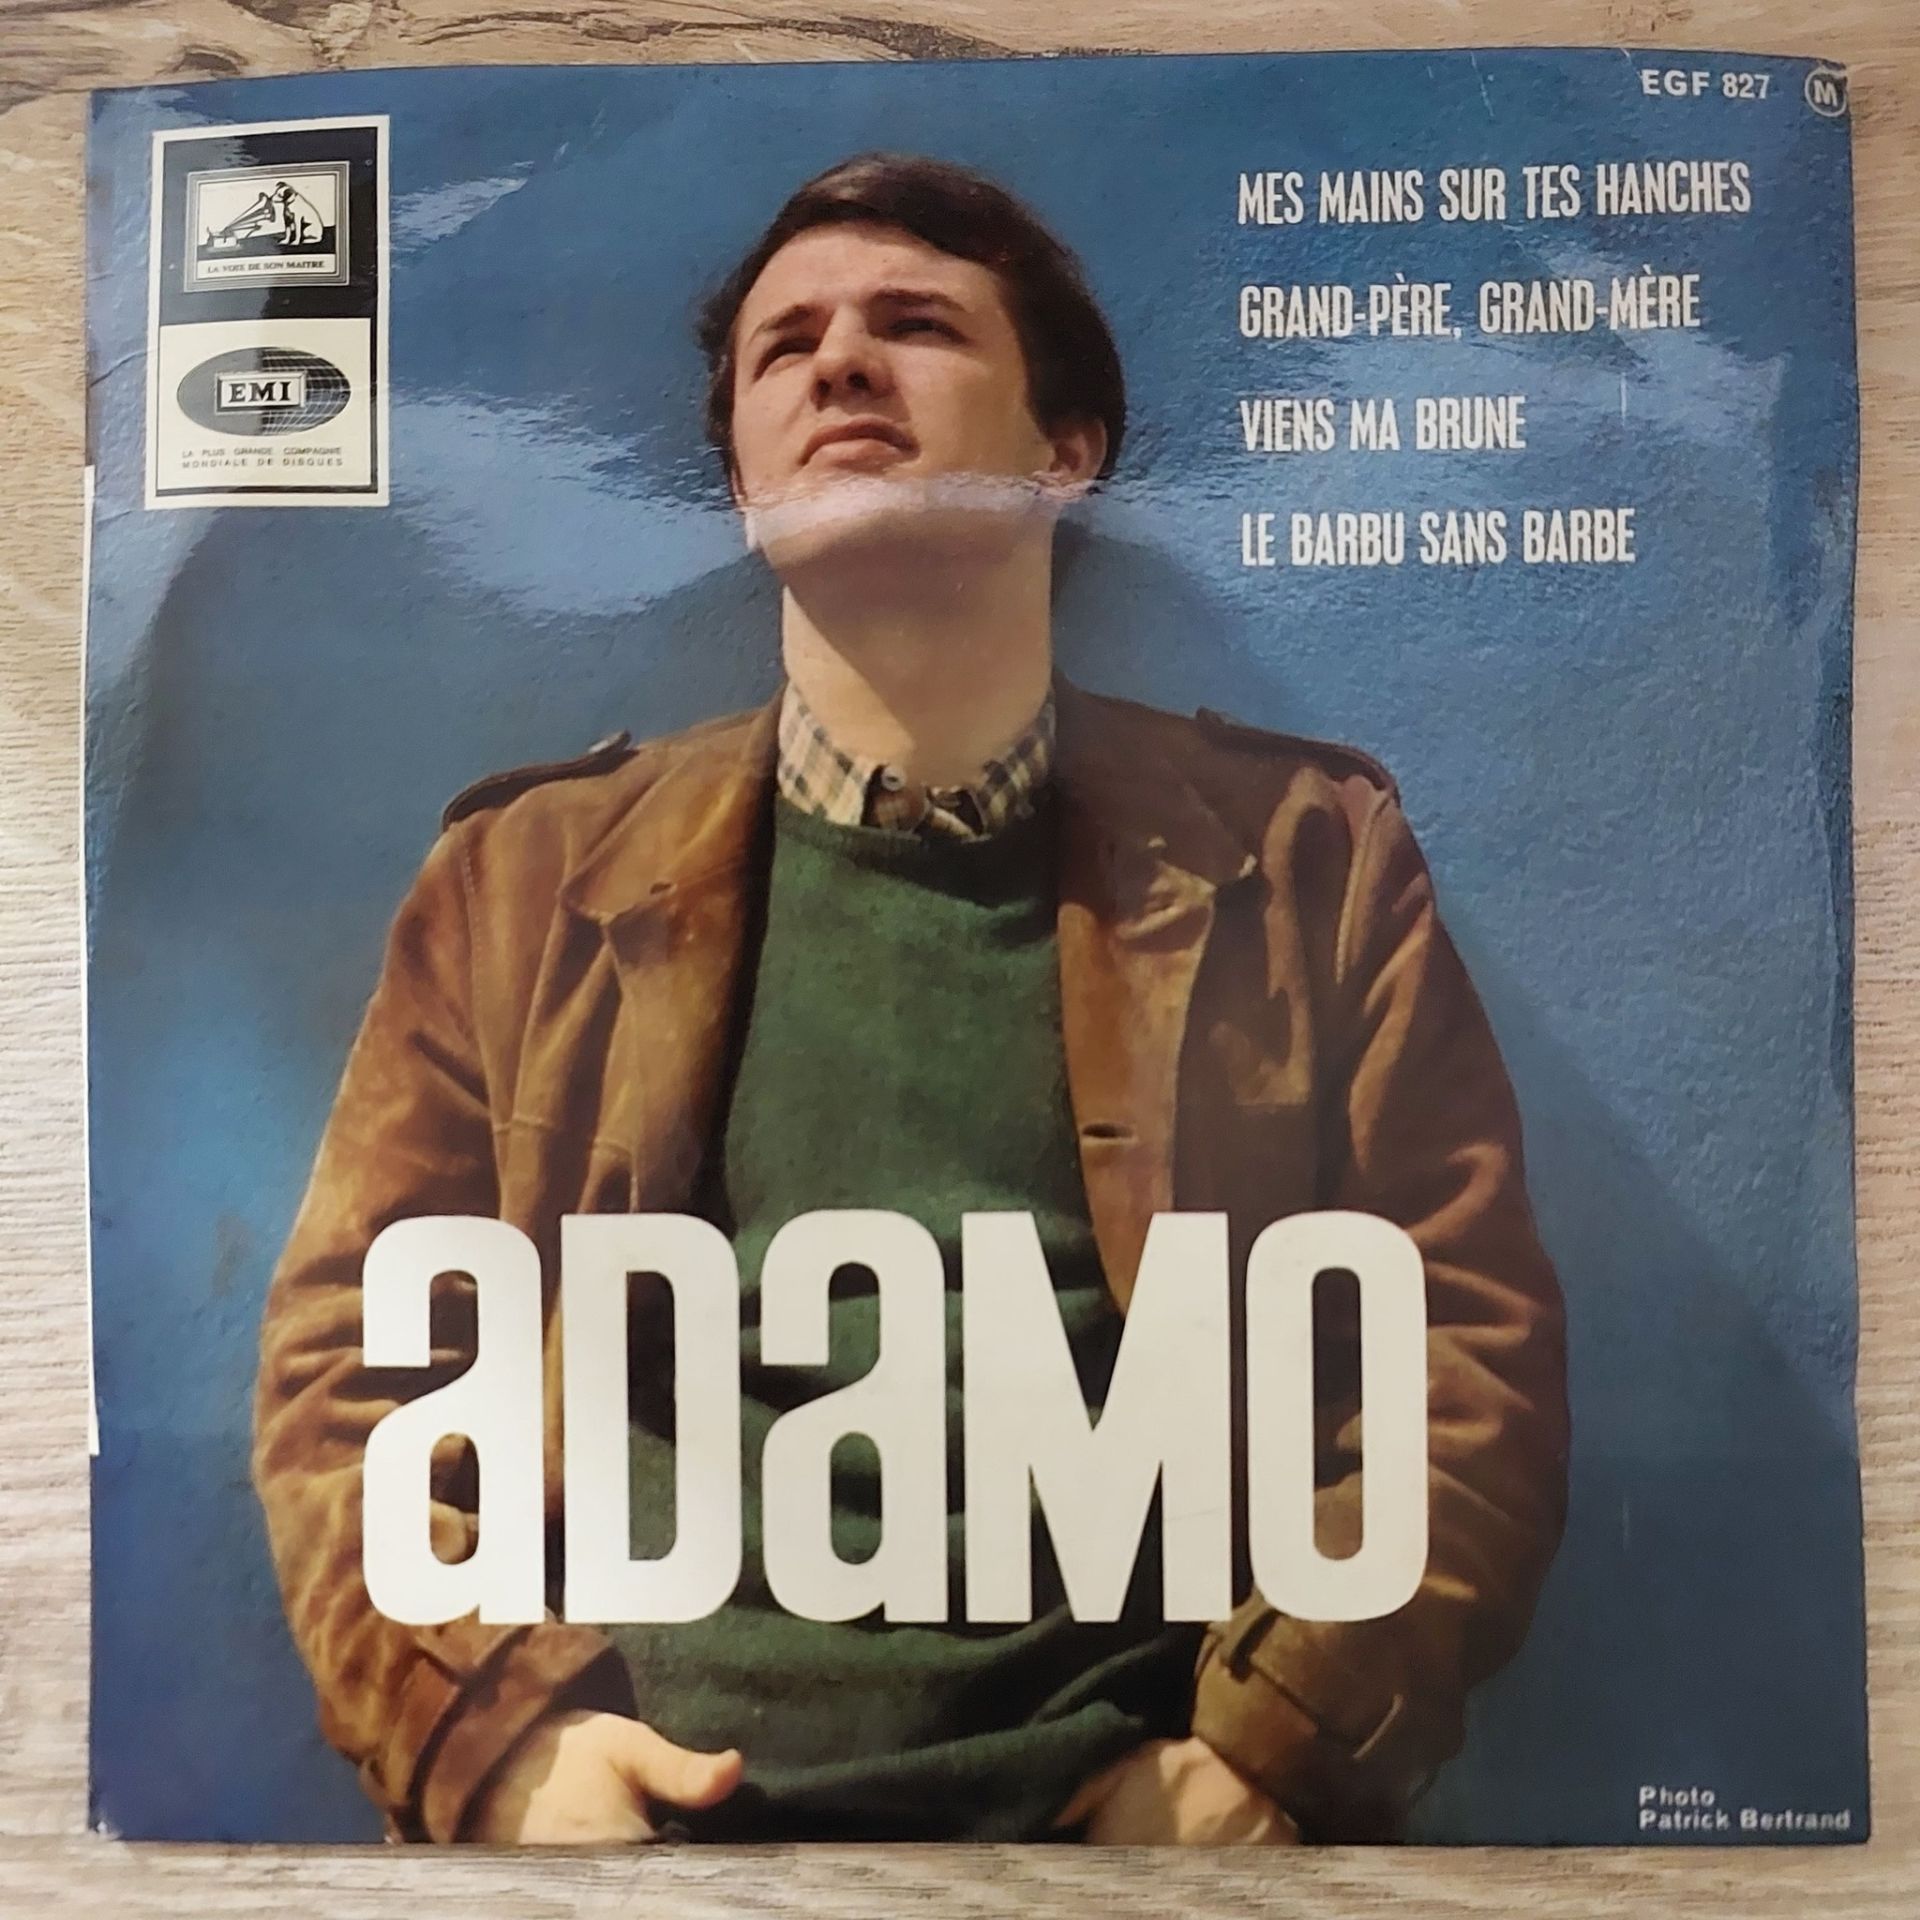 EGF 827 M
LA VOIX DE SON MAITRE
EMI
LA PLUS GRANDE COMPAGNIE
MONDIALE DE DISQUES
MES MAINS SUR TES HANCHES
GRAND-PÈRE, GRAND-MÈRE
VIENS MA BRUNE
LE BARBU SANS BARBE
aDaMO
Photo
Patrick Bertrand